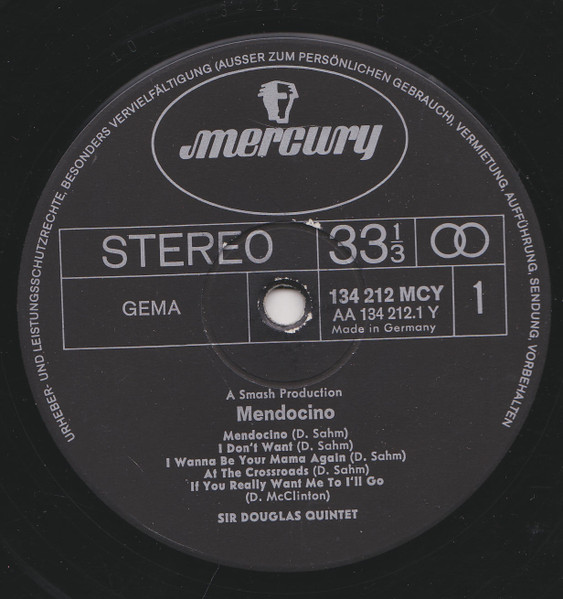 URHEBER- UND LEISTUNGSSCHUTZRECHTE, BESONDERS VERVIELFÄLTIGUNG (AUSSER ZUM PERSÖNLICHEN GEBRAUCH), VERMIETUNG, AUFFÜHRUNG, SENDUNG, VORBEHALTEN
mercury
STEREO 33 1/3
GEMA
134 212 MCY
AA 134 212.1 Y
Made in Germany
1
A Smash Production
Mendocino
Mendocino (D. Sahm)
I Don't Want (D. Sahm)
I Wanna Be Your Mama Again (D. Sahm)
At The Crossroads (D. Sahm)
If You Really Want Me To I'll Go
(D. McClinton)
SIR DOUGLAS QUINTET